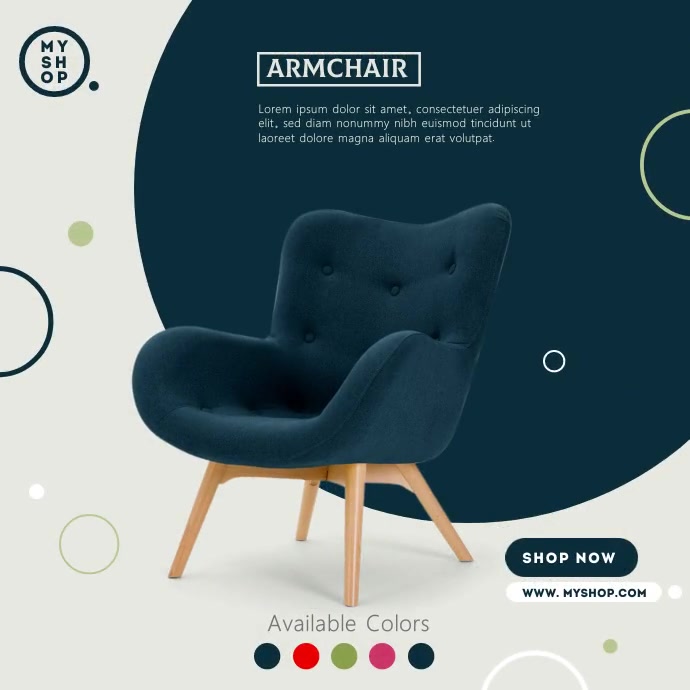 MY
SH
OP
ARMCHAIR
Lorem ipsum dolor sit amet, consectetuer adipiscing
elit, sed diam nonummy nibh euismod tincidunt ut
laoreet dolore magna aliquam erat volutpat.
SHOP NOW
WWW. MYSHOP.COM
Available Colors